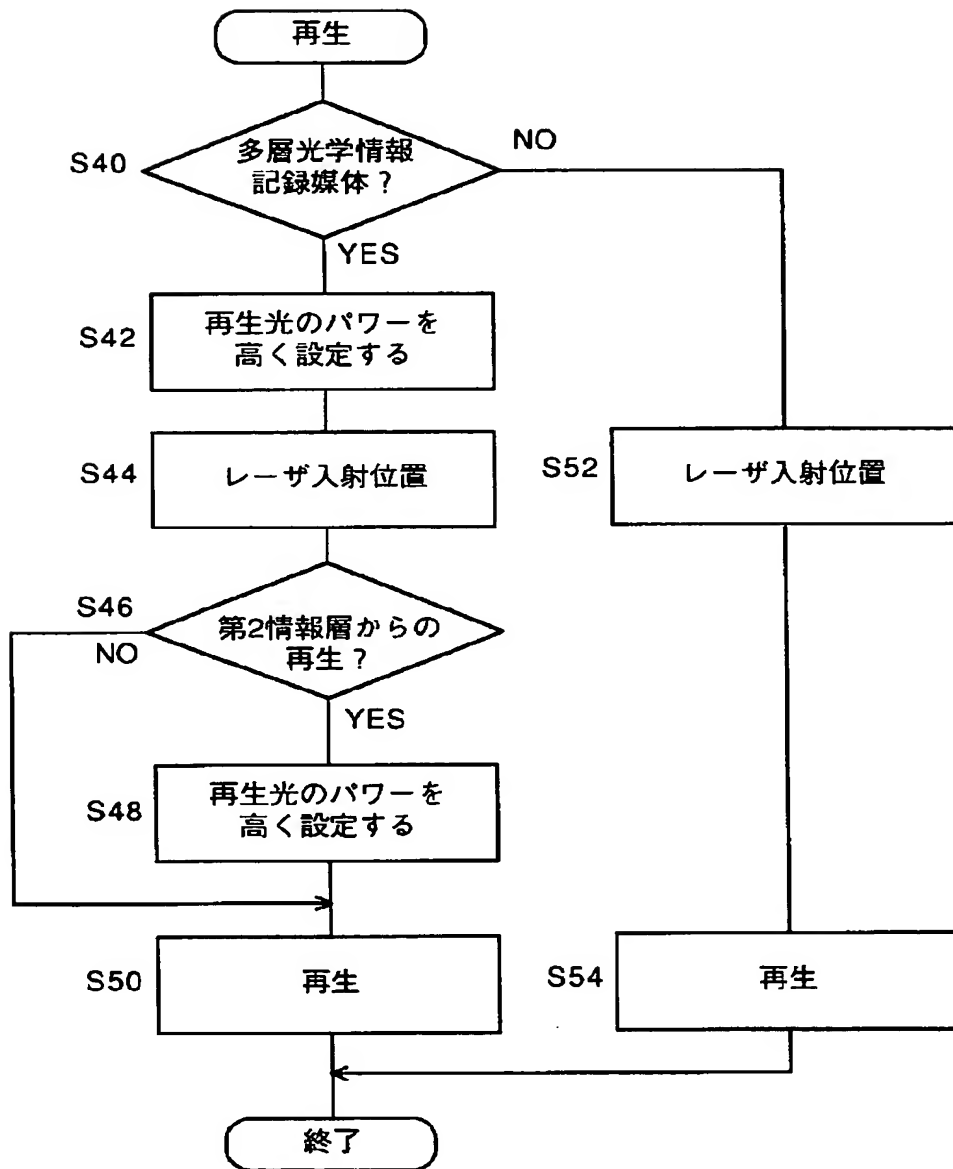 再生
S40
多層光学情報
記録媒体？
NO
YES
S42
再生光のパワーを
高く設定する
S44
レーザ入射位置
S52
レーザ入射位置
S46
第2情報層からの
再生？
NO
YES
S48
再生光のパワーを
高く設定する
S50
再生
S54
再生
終了